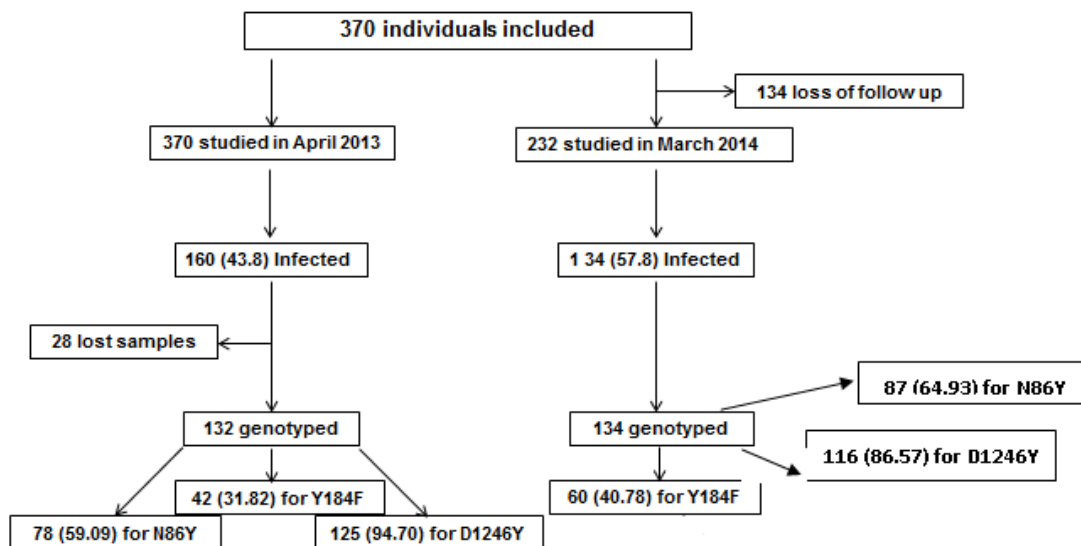 370 individuals included
134 loss of follow up
370 studied in April 2013
232 studied in March 2014
160 (43.8) Infected
1 34 (57.8) Infected
28 lost samples
87 (64.93) for N86Y
132 genotyped
134 genotyped
116 (86.57) for D1246Y
42 (31.82) for Y184F
60 (40.78) for Y184F
78 (59.09) for N86Y
125 (94.70) for D1246Y